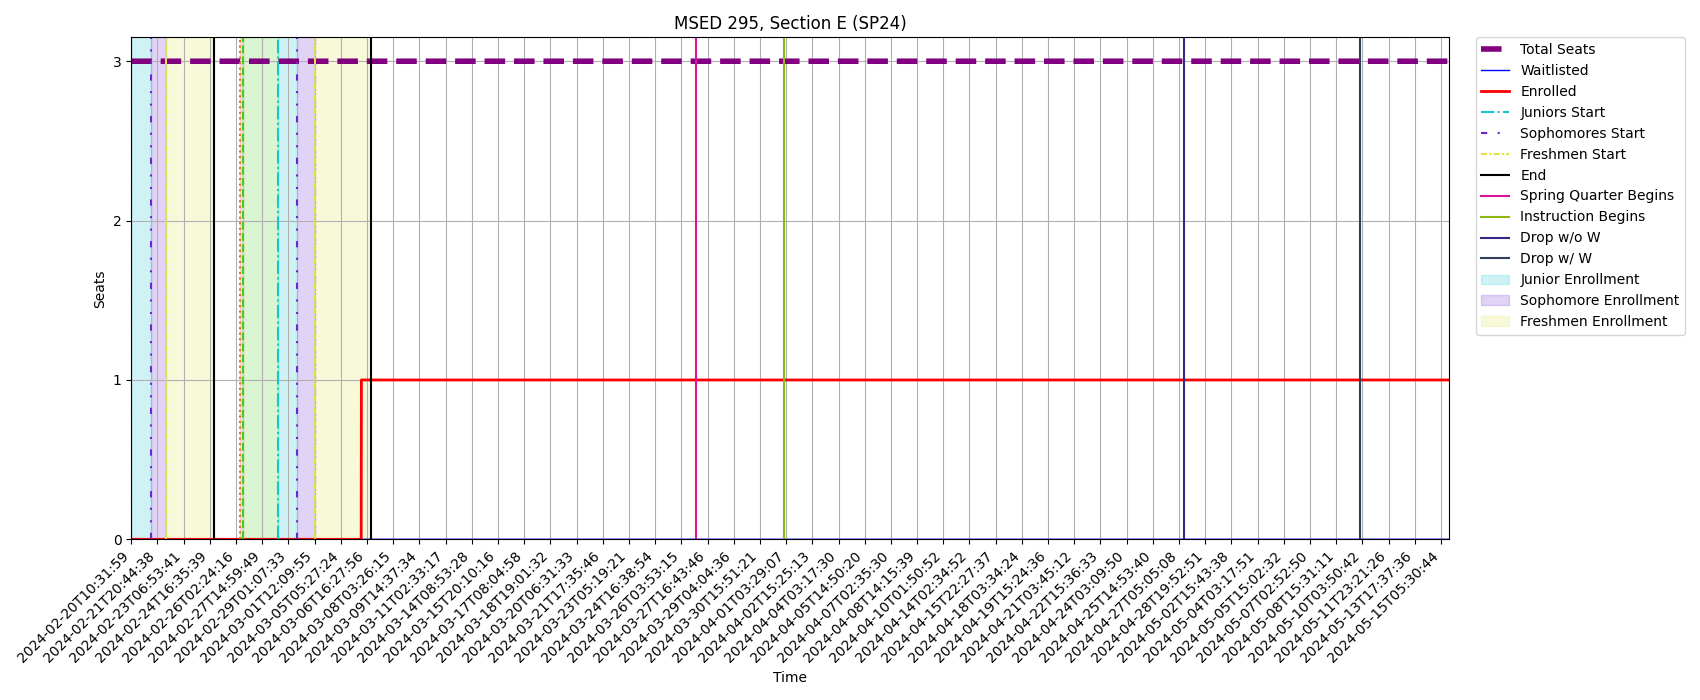 MSED 295, Section E (SP24)
3
2
1
0
Seats
2024-02-20T10:31:59
2024-02-21T20:44:38
2024-02-23T06:53:41
2024-02-24T16:35:39
2024-02-26T02:24:16
2024-02-27T14:59:49
2024-02-29T01:07:33
2024-03-01T12:09:55
2024-03-05T05:27:24
2024-03-06T16:27:56
2024-03-08T03:26:15
2024-03-09T14:37:34
2024-03-11T02:33:17
2024-03-14T08:53:28
2024-03-15T20:10:16
2024-03-17T08:04:58
2024-03-18T19:01:32
2024-03-20T06:31:33
2024-03-21T17:35:46
2024-03-23T05:19:21
2024-03-24T16:38:54
2024-03-26T03:53:15
2024-03-27T16:43:46
2024-03-29T04:04:36
2024-03-30T15:51:21
2024-04-01T03:29:07
2024-04-02T15:25:13
2024-04-04T03:17:30
2024-04-05T14:50:20
2024-04-07T02:35:30
2024-04-08T14:15:39
2024-04-10T01:50:52
2024-04-14T02:34:52
2024-04-15T22:27:37
2024-04-18T03:34:24
2024-04-19T15:24:36
2024-04-21T03:45:12
2024-04-22T15:36:33
2024-04-24T03:09:50
2024-04-25T14:53:40
2024-04-27T05:05:08
2024-04-28T19:52:51
2024-05-02T15:43:38
2024-05-04T03:17:51
2024-05-05T15:02:32
2024-05-07T02:52:50
2024-05-08T15:31:11
2024-05-10T03:50:42
2024-05-11T23:21:26
2024-05-13T17:37:36
2024-05-15T05:30:44
Time
Total Seats
Waitlisted
Enrolled
Juniors Start
Sophomores Start
Freshmen Start
End
Spring Quarter Begins
Instruction Begins
Drop w/o W
Drop w/ W
Junior Enrollment
Sophomore Enrollment
Freshmen Enrollment